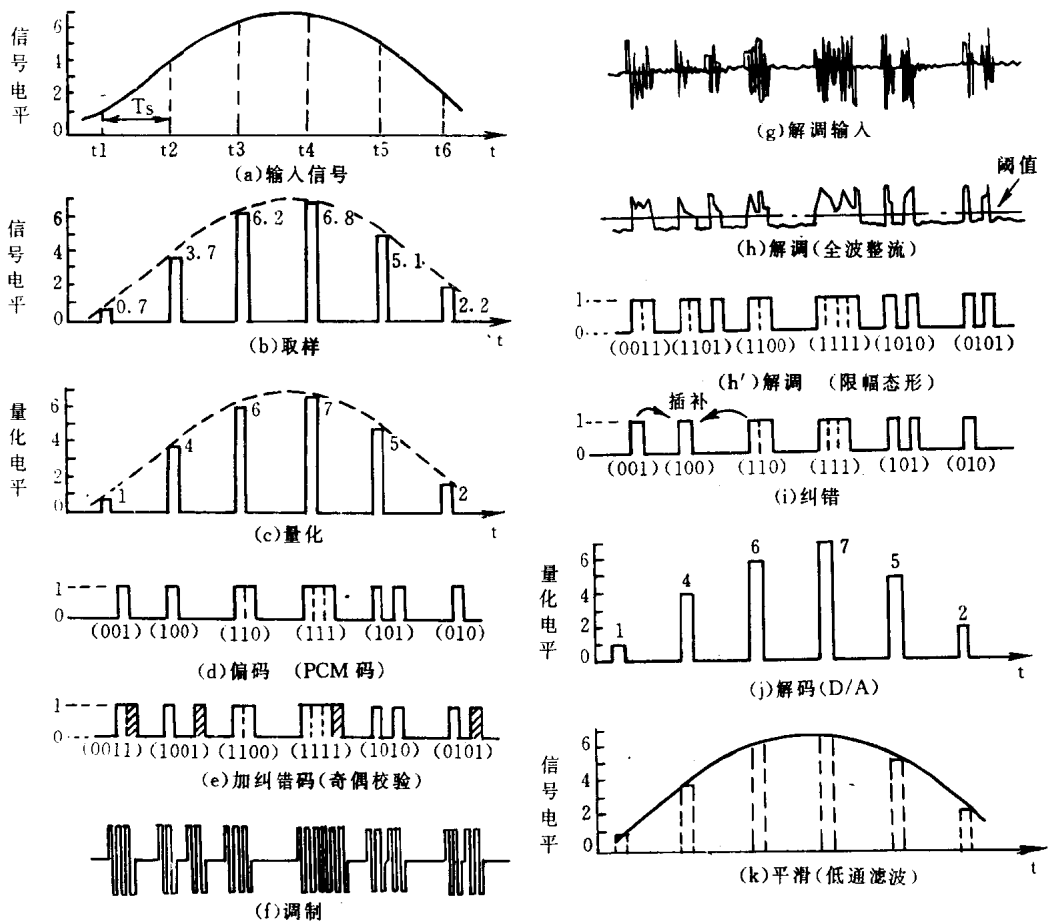 信号电平
6
4
2
0
Ts
t1 t2 t3 t4 t5 t6 t
(a)输入信号
信号电平
6
4
2
0
0.7
3.7
6.2
6.8
5.1
2.2
t
(b)取样
量化电平
6
4
2
0
1
4
6
7
5
2
t
(c)量化
1
0
(001) (100) (110) (111) (101) (010)
(d)偏码 (PCM 码)
1
0
(0011) (1001) (1100) (1111) (1010) (0101)
(e)加纠错码(奇偶校验)
(f)调制
(g)解调输入
阈值
(h)解调(全波整流)
1
0
(0011) (1101) (1100) (1111) (1010) (0101)
(h′)解调 (限幅态形)
插补
1
0
(001) (100) (110) (111) (101) (010)
(i)纠错
量化电平
6
4
2
0
1
4
6
7
5
2
t
(j)解码(D/A)
信号电平
6
4
2
0
t
(k)平滑(低通滤波)